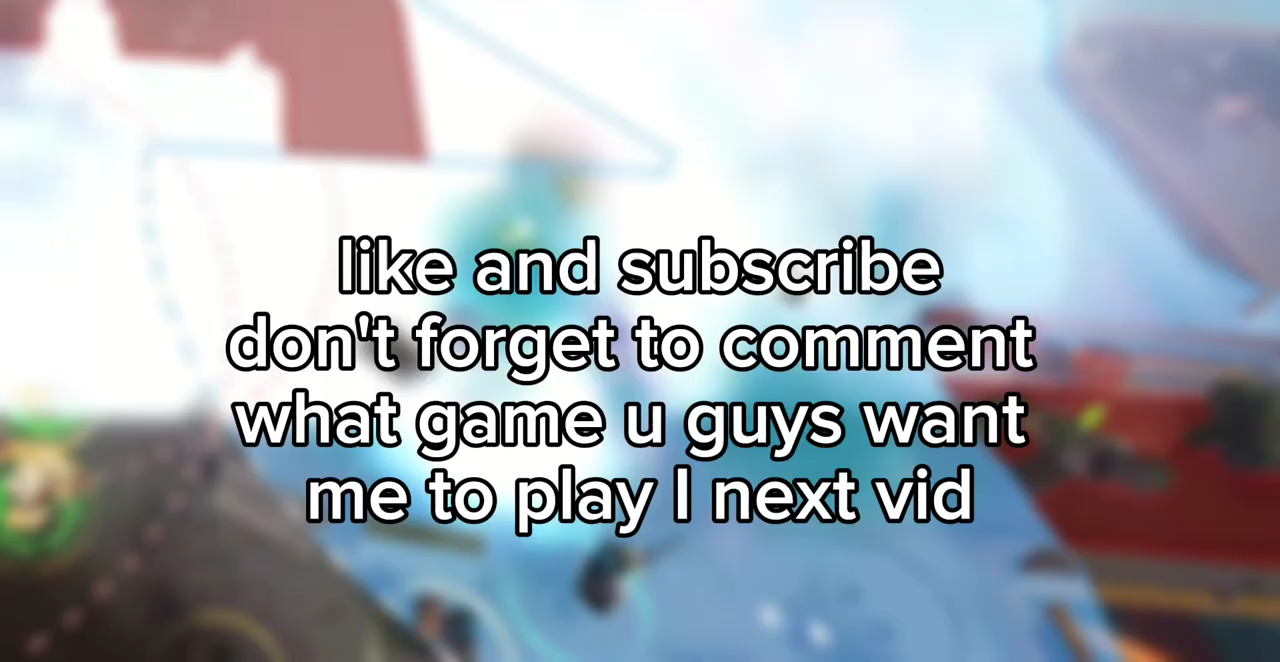 like and subscribe
don't forget to comment
what game u guys want
me to play I next vid